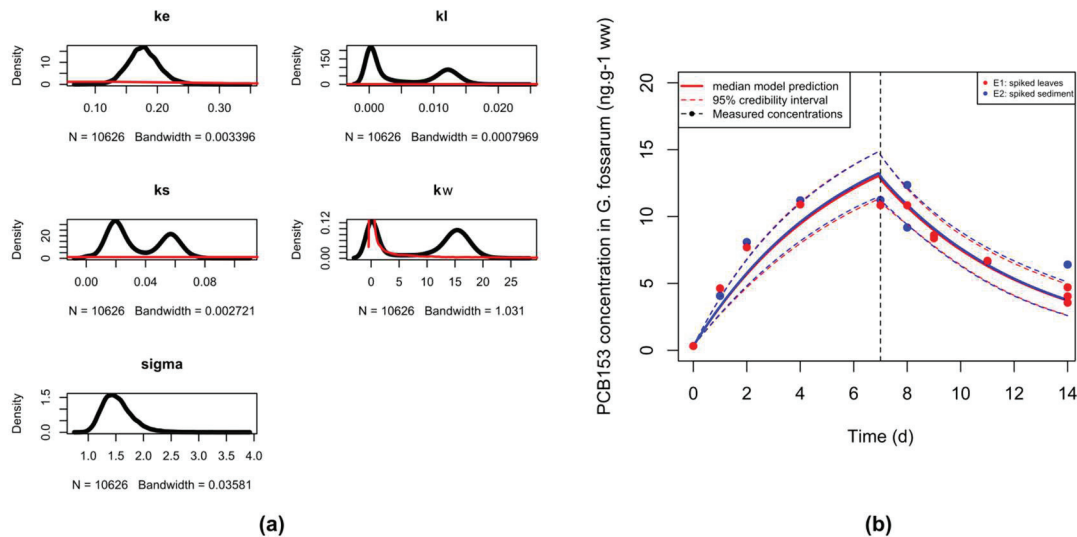 ke
Density
0
10
0.10
0.20
0.30
N = 10626 Bandwidth = 0.003396
kl
Density
0
150
0.000
0.010
0.020
N = 10626 Bandwidth = 0.0007969
ks
Density
0
20
0.00
0.04
0.08
N = 10626 Bandwidth = 0.002721
kw
Density
0.00
0.12
0
5
10
15
20
25
N = 10626 Bandwidth = 1.031
sigma
Density
0.0
1.5
1.0
1.5
2.0
2.5
3.0
3.5
4.0
N = 10626 Bandwidth = 0.03581
(a)
PCB153 concentration in G. fossarum (ng.g-1 ww)
0
5
10
15
20
median model prediction
95% credibility interval
Measured concentrations
E1: spiked leaves
E2: spiked sediment
0
2
4
6
8
10
12
14
Time (d)
(b)